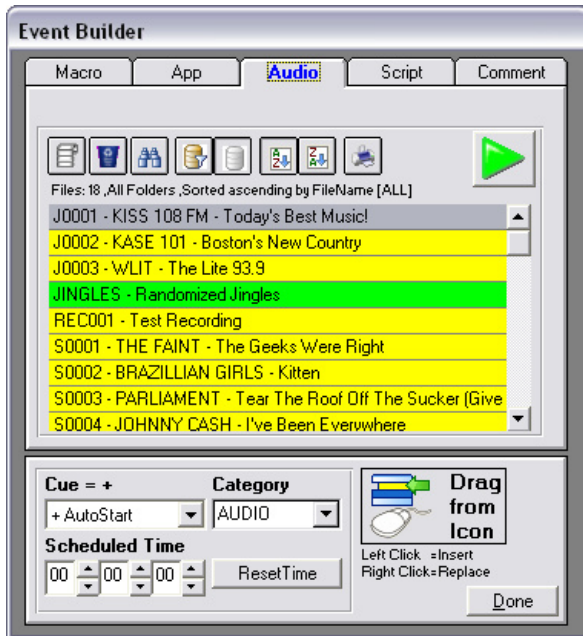 Event Builder
Macro App Audio Script Comment
A Z Z A
Files: 18 ,All Folders ,Sorted ascending by FileName [ALL]
J0001 - KISS 108 FM - Today's Best Music!
J0002 - KASE 101 - Boston's New Country
J0003 - WLIT - The Lite 93.9
JINGLES - Randomized Jingles
REC001 - Test Recording
S0001 - THE FAINT - The Geeks Were Right
S0002 - BRAZILLIAN GIRLS - Kitten
S0003 - PARLIAMENT - Tear The Roof Off The Sucker (Give
S0004 - JOHNNY CASH - I've Been Everywhere
Cue = + Category
+ AutoStart AUDIO
Scheduled Time
00 00 00 ResetTime
Drag
from
Icon
Left Click =Insert
Right Click=Replace
Done